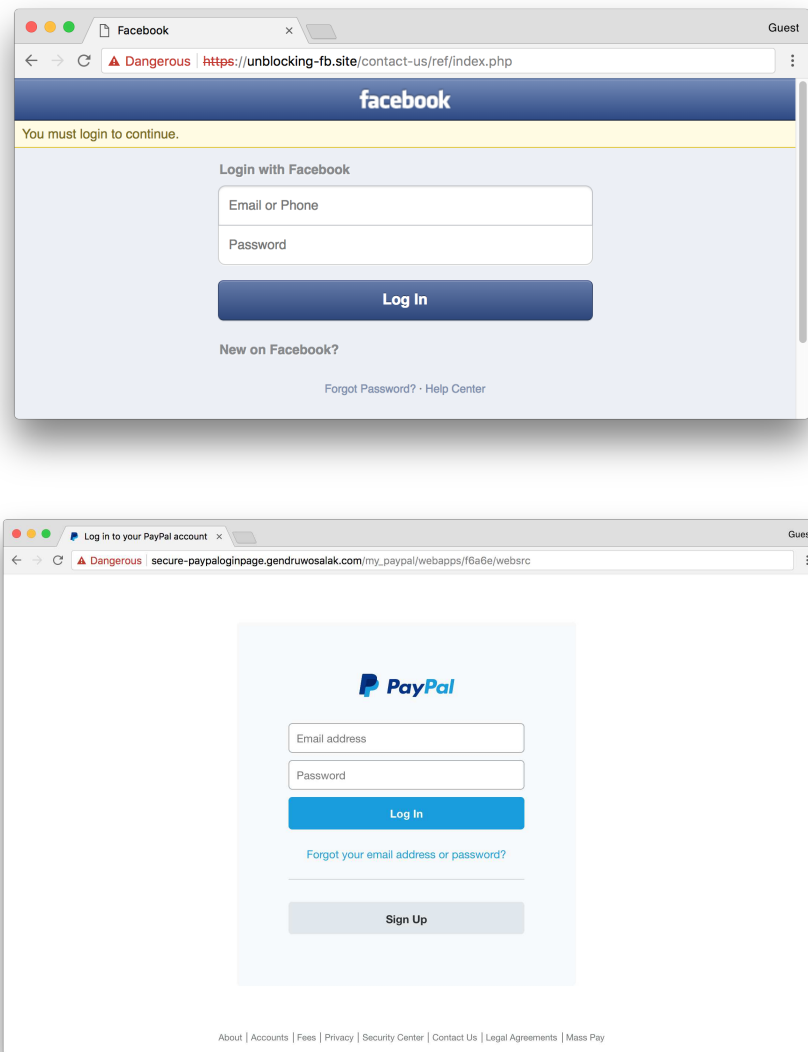 Facebook
Guest
Dangerous https://unblocking-fb.site/contact-us/ref/index.php
facebook
You must login to continue.
Login with Facebook
Email or Phone
Password
Log In
New on Facebook?
Forgot Password? · Help Center
Log in to your PayPal account
Gues
Dangerous secure-paypaloginpage.gendruwosalak.com/my_paypal/webapps/f6a6e/websrc
PayPal
Email address
Password
Log In
Forgot your email address or password?
Sign Up
About | Accounts | Fees | Privacy | Security Center | Contact Us | Legal Agreements | Mass Pay